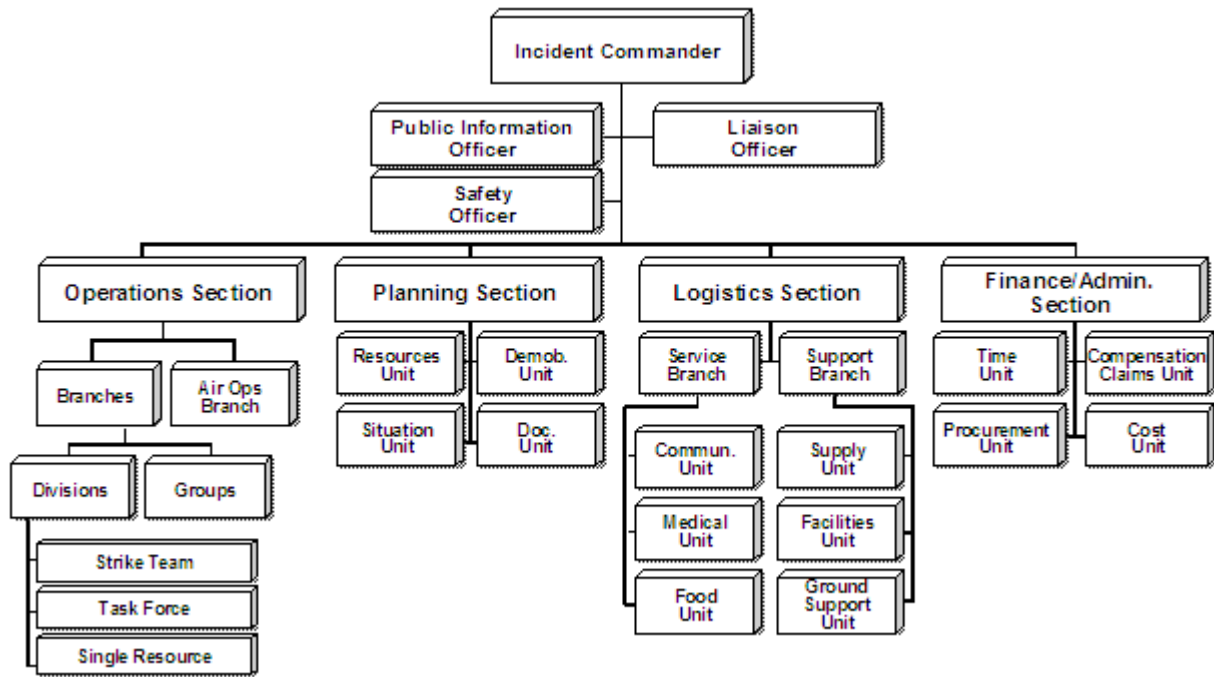 Incident Commander
Public Information
Officer
Liaison
Officer
Safety
Officer
Operations Section
Planning Section
Logistics Section
Finance/Admin.
Section
Branches
Air Ops
Branch
Resources
Unit
Demob.
Unit
Service
Branch
Support
Branch
Time
Unit
Compensation
Claims Unit
Situation
Unit
Doc.
Unit
Procurement
Unit
Cost
Unit
Divisions
Groups
Commun.
Unit
Supply
Unit
Strike Team
Task Force
Single Resource
Medical
Unit
Facilities
Unit
Food
Unit
Ground
Support
Unit